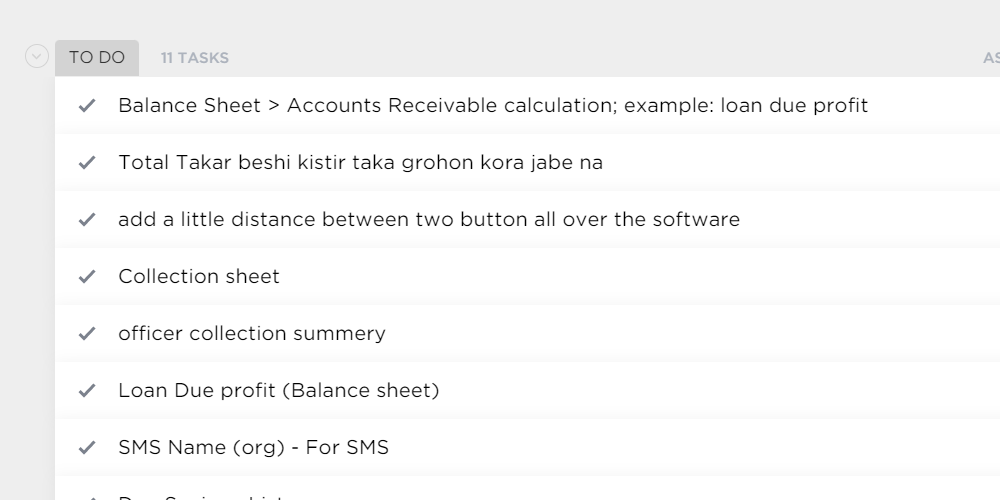 TO DO 11 TASKS AS
Balance Sheet > Accounts Receivable calculation; example: loan due profit
Total Takar beshi kistir taka grohon kora jabe na
add a little distance between two button all over the software
Collection sheet
officer collection summery
Loan Due profit (Balance sheet)
SMS Name (org) - For SMS